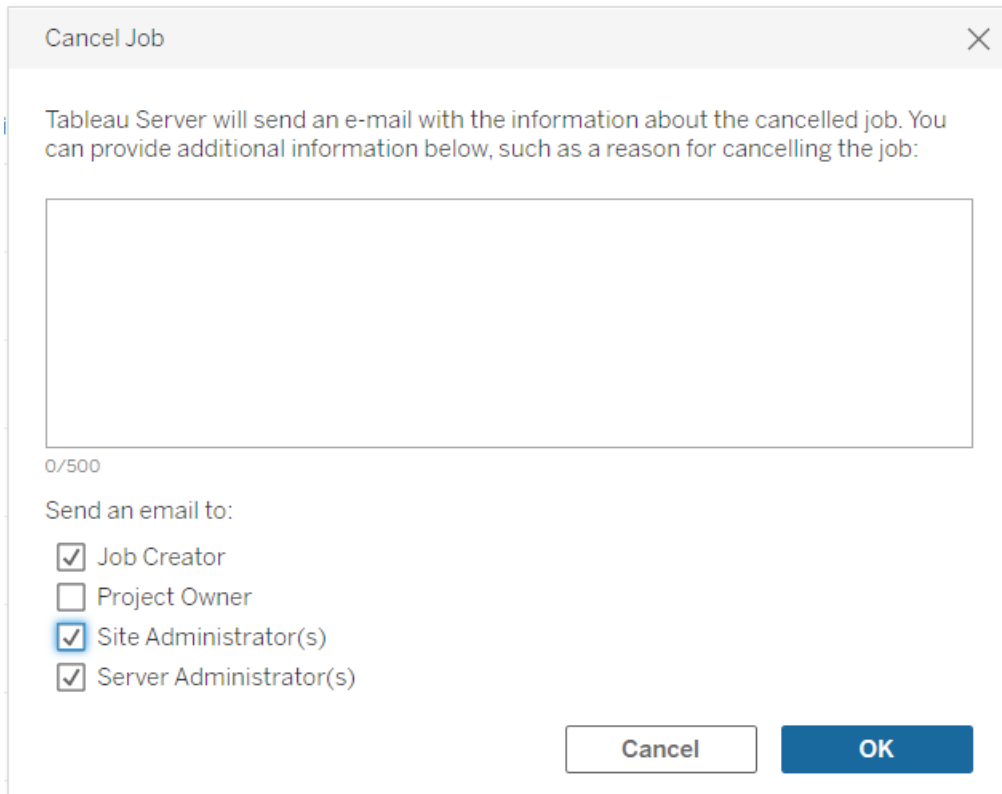 Cancel Job
Tableau Server will send an e-mail with the information about the cancelled job. You
can provide additional information below, such as a reason for cancelling the job:
0/500
Send an email to:
Job Creator
Project Owner
Site Administrator(s)
Server Administrator(s)
Cancel
OK